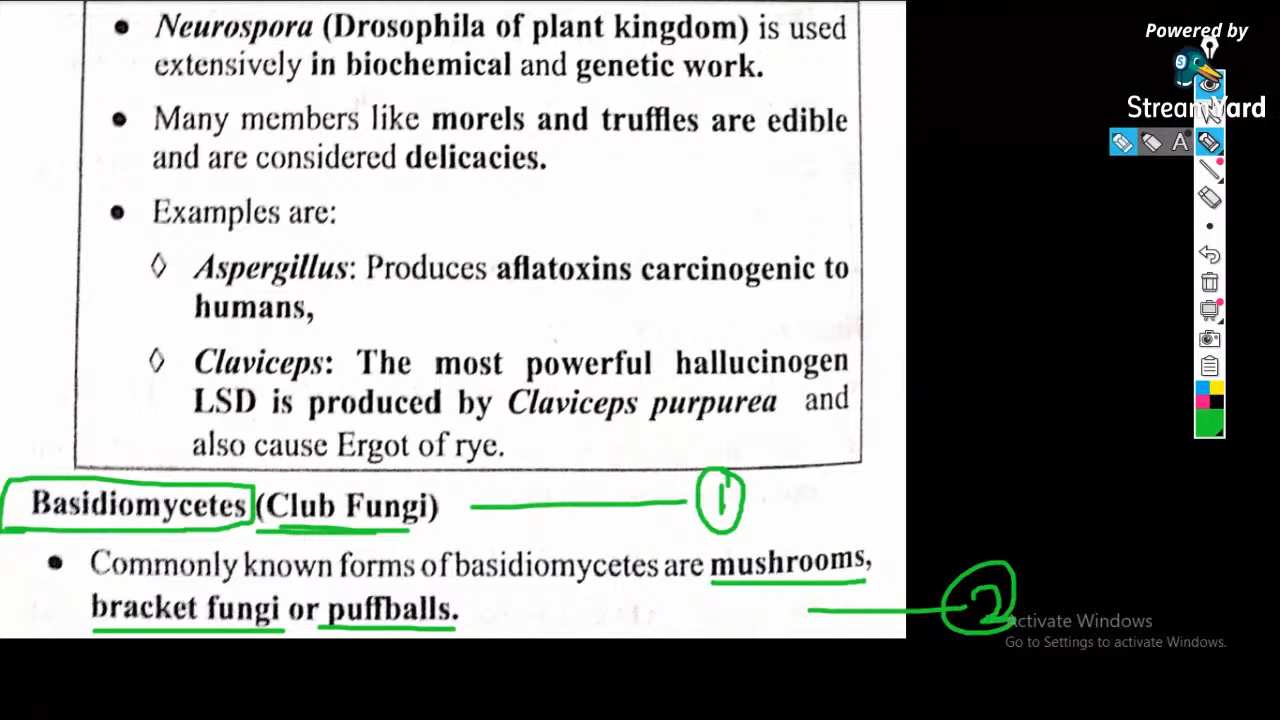 • Neurospora (Drosophila of plant kingdom) is used
extensively in biochemical and genetic work.
• Many members like morels and truffles are edible
and are considered delicacies.
• Examples are:
◊ Aspergillus: Produces aflatoxins carcinogenic to
humans,
◊ Claviceps: The most powerful hallucinogen
LSD is produced by Claviceps purpurea and
also cause Ergot of rye.
Basidiomycetes (Club Fungi)
1
• Commonly known forms of basidiomycetes are mushrooms,
bracket fungi or puffballs.
2
Powered by
StreamYard
A
Activate Windows
Go to Settings to activate Windows.